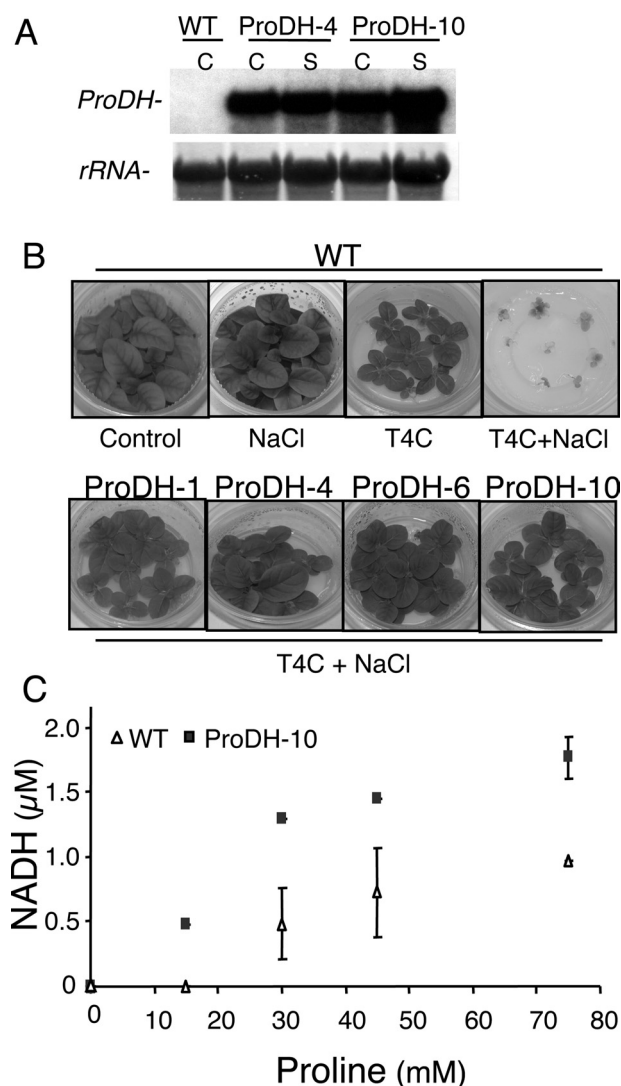 A
WT ProDH-4 ProDH-10
C C S C S
ProDH-
rRNA-
B
WT
Control NaCl T4C T4C+NaCl
ProDH-1 ProDH-4 ProDH-6 ProDH-10
T4C + NaCl
C
WT ProDH-10
2.0
1.5
1.0
0.5
0
NADH (µM)
0 10 20 30 40 50 60 70 80
Proline (mM)